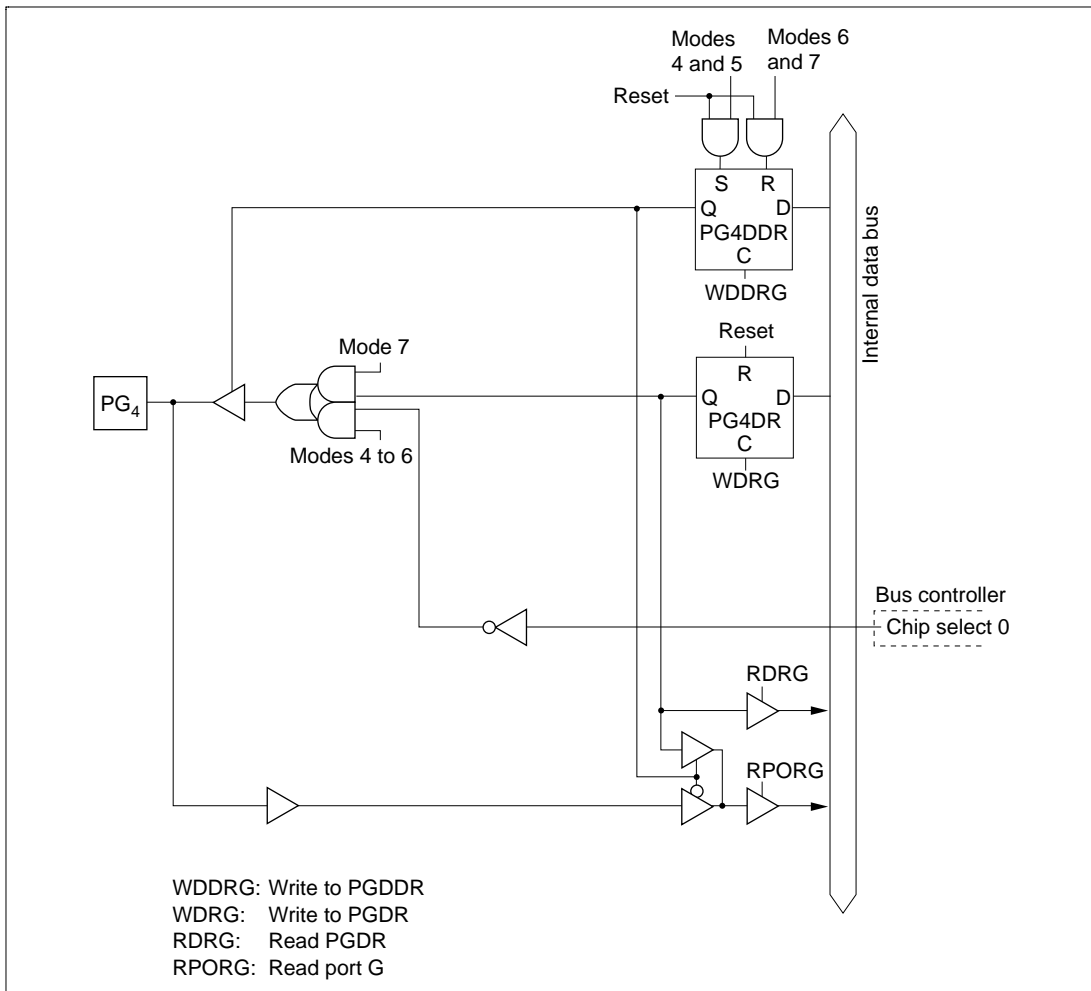 Modes 4 and 5
Modes 6 and 7
Reset
S R
Q D
PG4DDR
C
WDDRG
Internal data bus
Reset
Mode 7
R
PG4
Q D
PG4DR
C
Modes 4 to 6
WDRG
Bus controller
Chip select 0
RDRG
RPORG
WDDRG: Write to PGDDR
WDRG: Write to PGDR
RDRG: Read PGDR
RPORG: Read port G